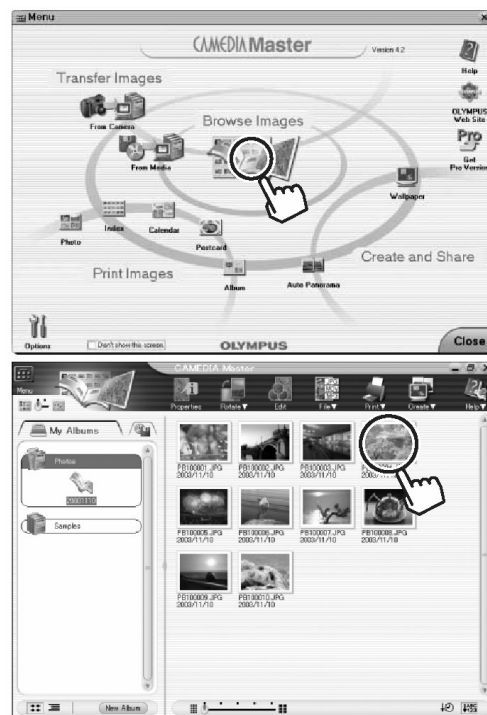 Menu
CAMEDIA Master
Version 4.2
Transfer Images
Help
OLYMPUS
Web Site
From Camera
Browse Images
Pro
Get
Pro Version
From Media
Wallpaper
Photo
Index
Calendar
Postcard
Print Images
Album
Auto Panorama
Create and Share
Options
Don't show this screen.
OLYMPUS
Close
CAMEDIA Master
Menu
Properties
Rotate
Edit
File
Print
Create
Help
My Albums
Photos
20031110
Samples
PB100001.JPG
2003/11/10
PB100002.JPG
2003/11/10
PB100003.JPG
2003/11/10
PB100005.JPG
2003/11/10
PB100006.JPG
2003/11/10
PB100007.JPG
2003/11/10
PB100008.JPG
2003/11/10
PB100009.JPG
2003/11/10
PB100010.JPG
2003/11/10
New Album